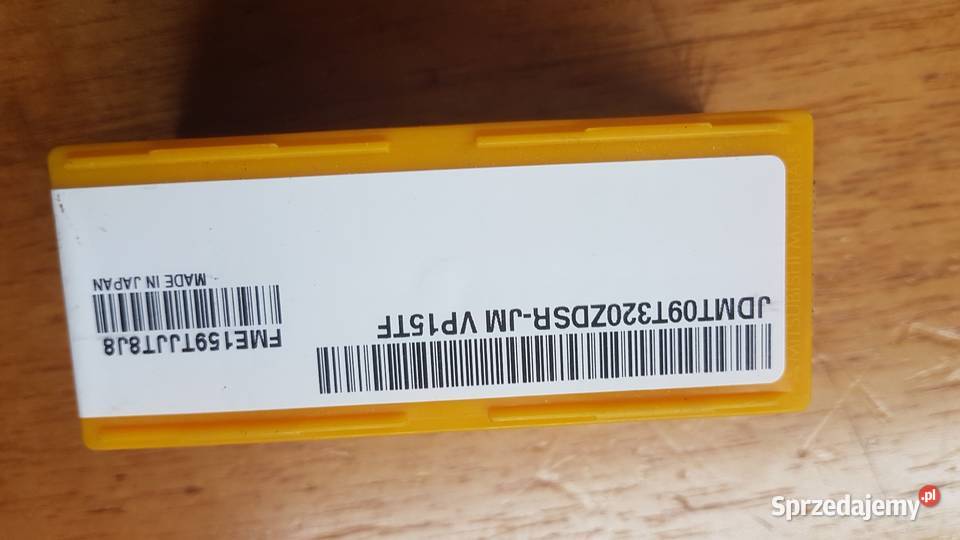 JDMT09T320ZDSR-JM VP15TF
FME159TJJT8J8
MADE IN JAPAN
Sprzedajemy.pl